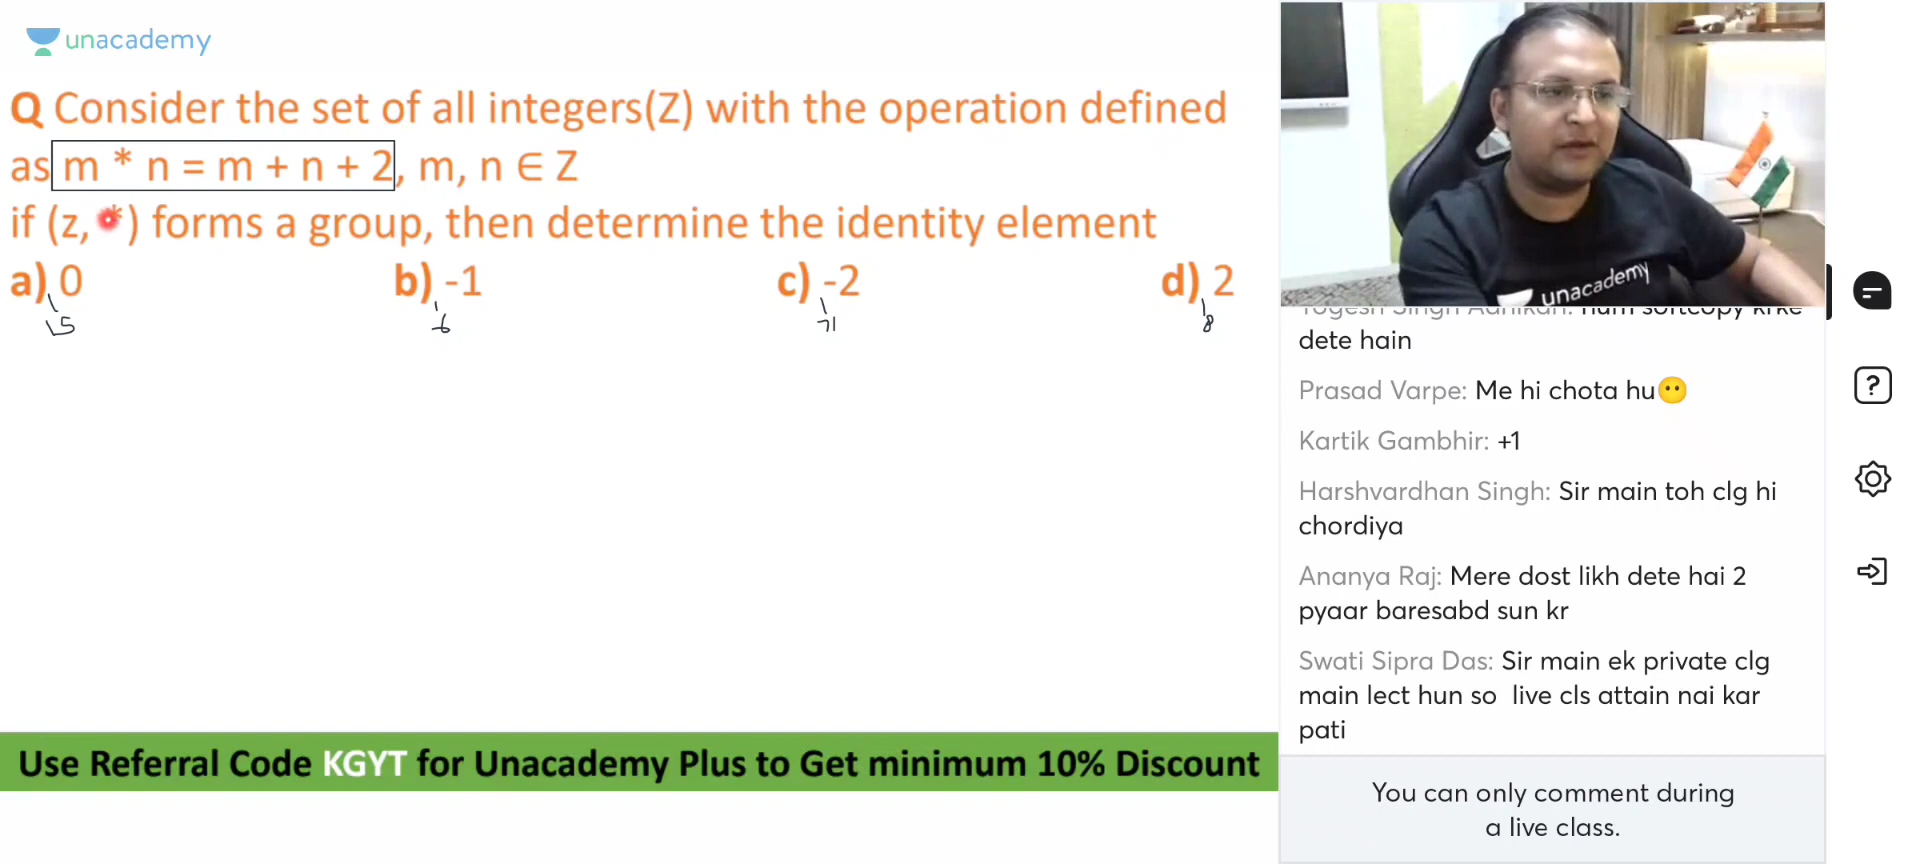 unacademy
Q Consider the set of all integers(Z) with the operation defined
as m * n = m + n + 2, m, n ∈ Z
if (z, *) forms a group, then determine the identity element
a) 0 b) -1 c) -2 d) 2
15 6 71 8
unacademy
dete hain
Prasad Varpe: Me hi chota hu😶
Kartik Gambhir: +1
Harshvardhan Singh: Sir main toh clg hi
chordiya
Ananya Raj: Mere dost likh dete hai 2
pyaar baresabd sun kr
Swati Sipra Das: Sir main ek private clg
main lect hun so live cls attain nai kar
pati
Use Referral Code KGYT for Unacademy Plus to Get minimum 10% Discount
You can only comment during
a live class.